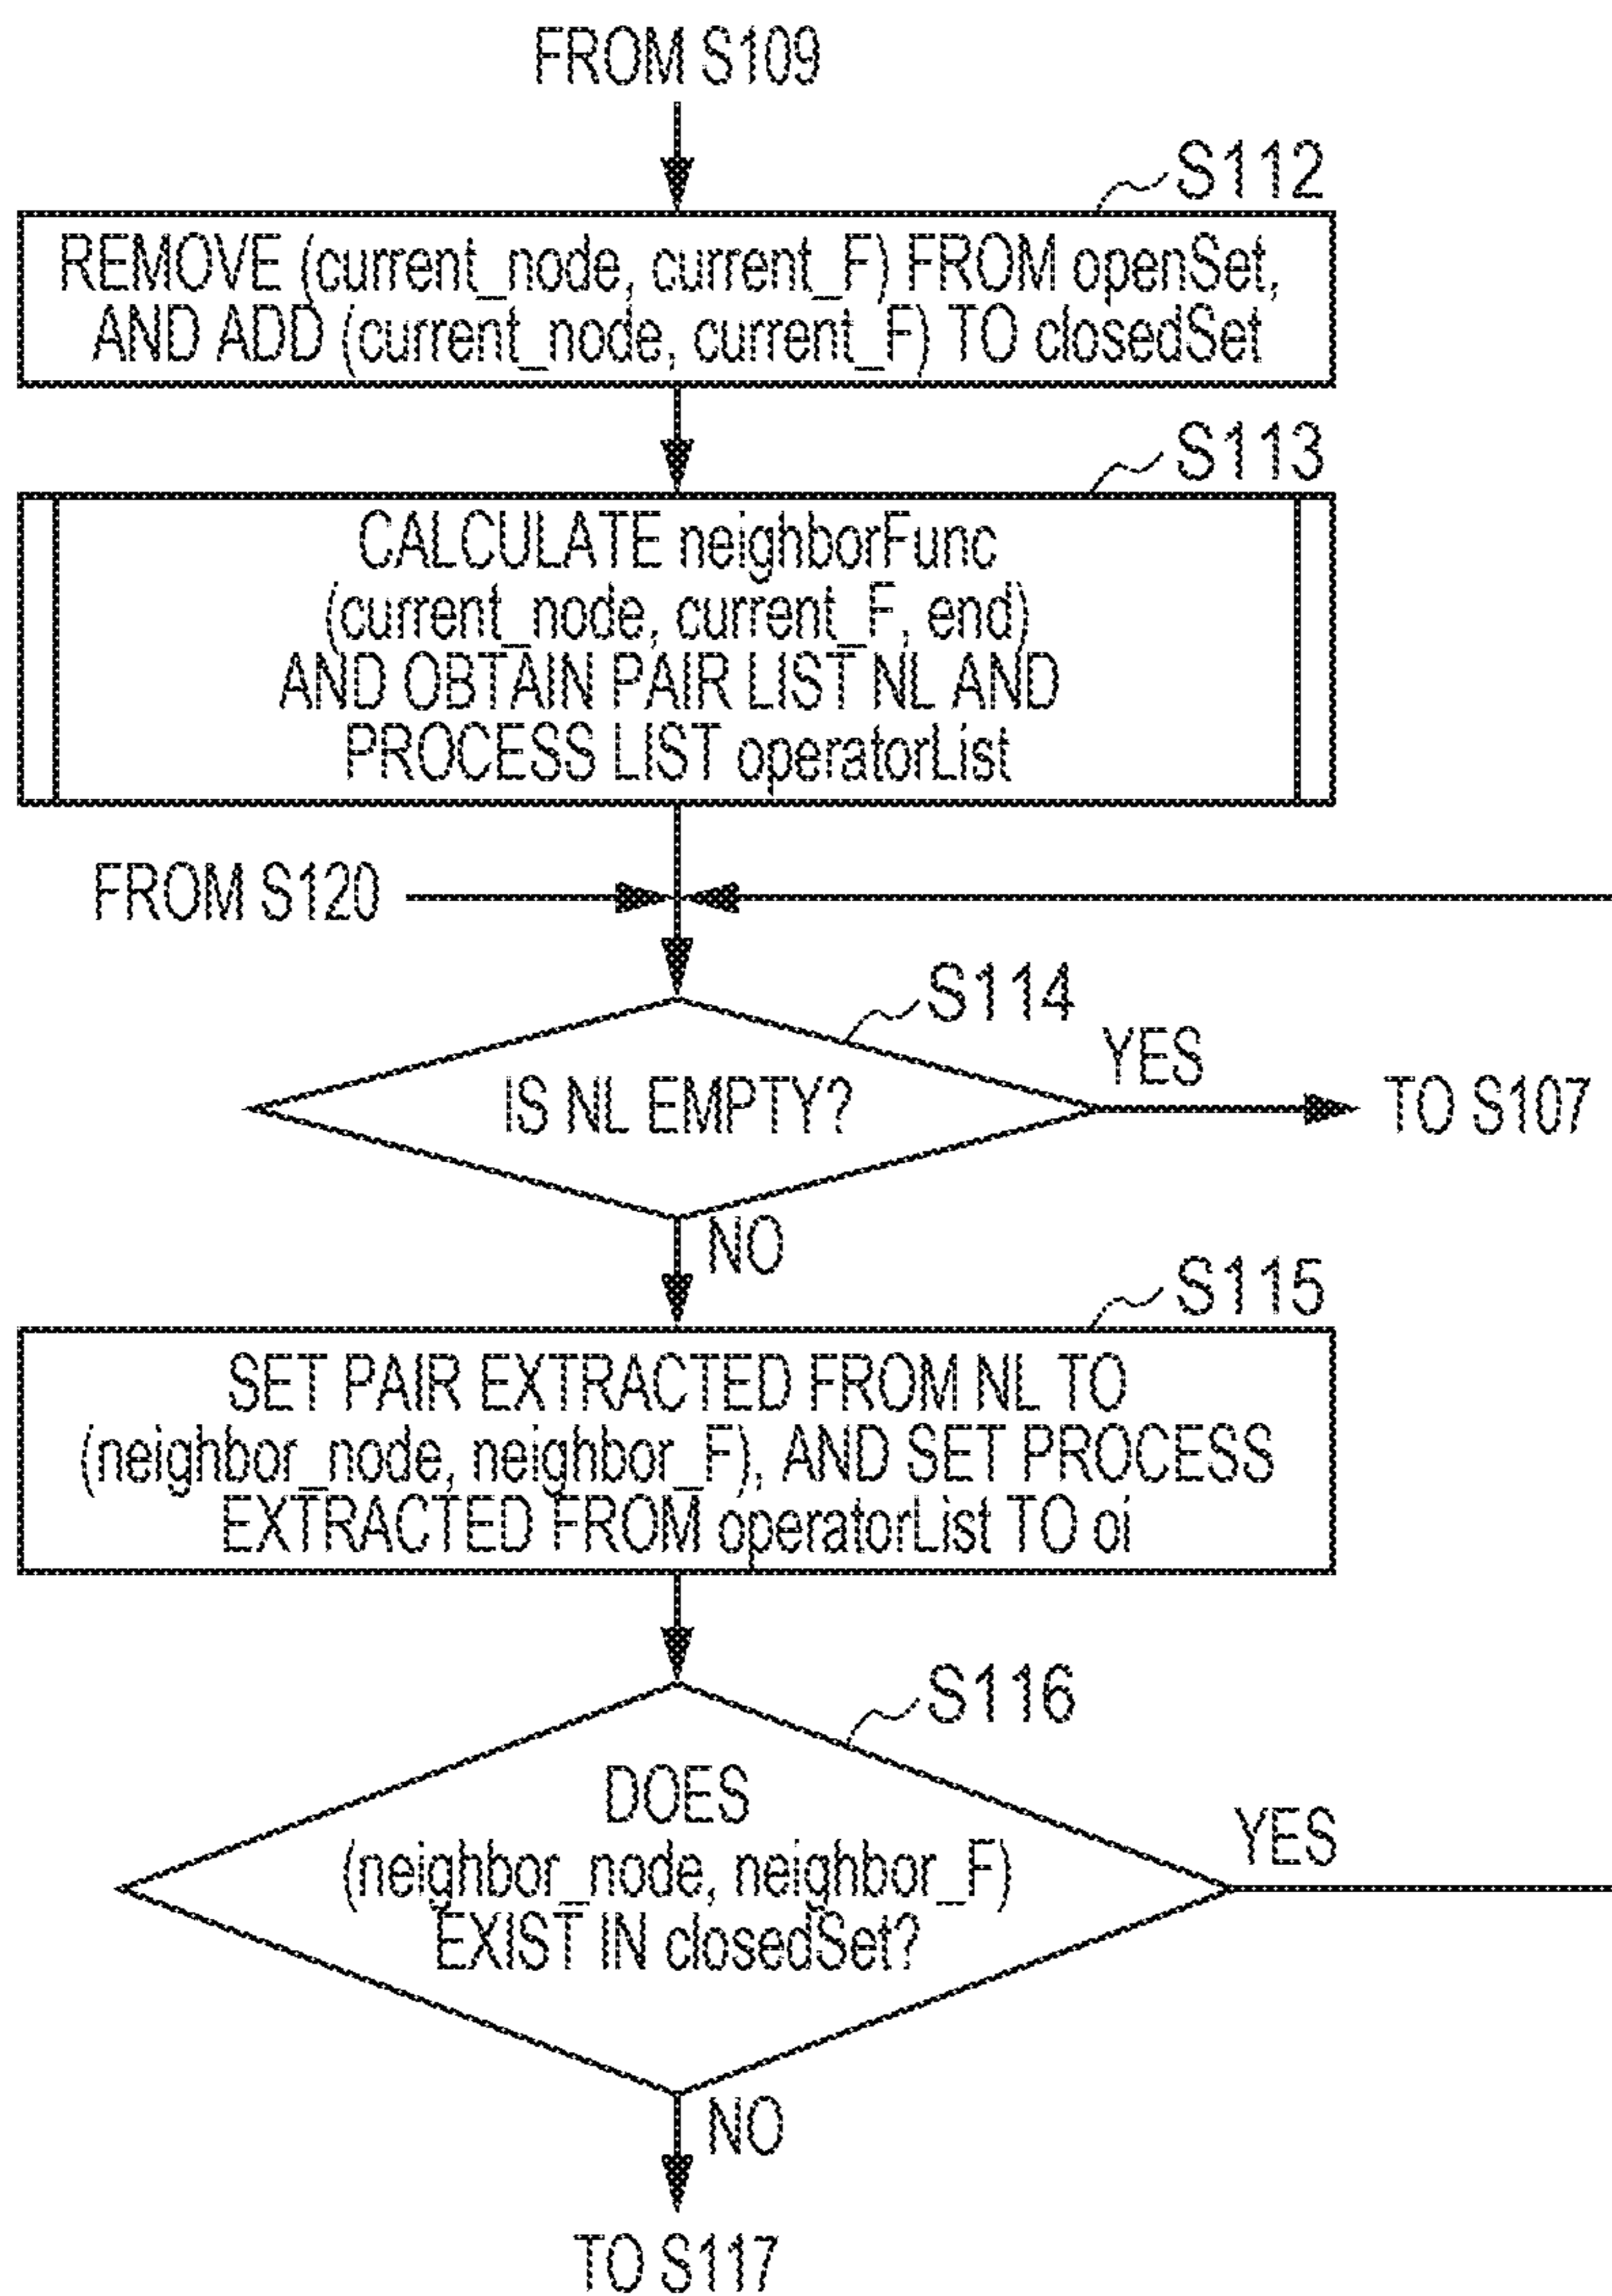 FROM S109
S112
REMOVE (current_node, current_F) FROM openSet,
AND ADD (current_node, current_F) TO closedSet
S113
CALCULATE neighborFunc
(current_node, current_F, end)
AND OBTAIN PAIR LIST NL AND
PROCESS LIST operatorList
FROM S120
S114
YES
IS NL EMPTY?
TO S107
NO
S115
SET PAIR EXTRACTED FROM NL TO
(neighbor_node, neighbor_F), AND SET PROCESS
EXTRACTED FROM operatorList TO oi
S116
DOES
YES
(neighbor_node, neighbor_F)
EXIST IN closedSet?
NO
TO S117